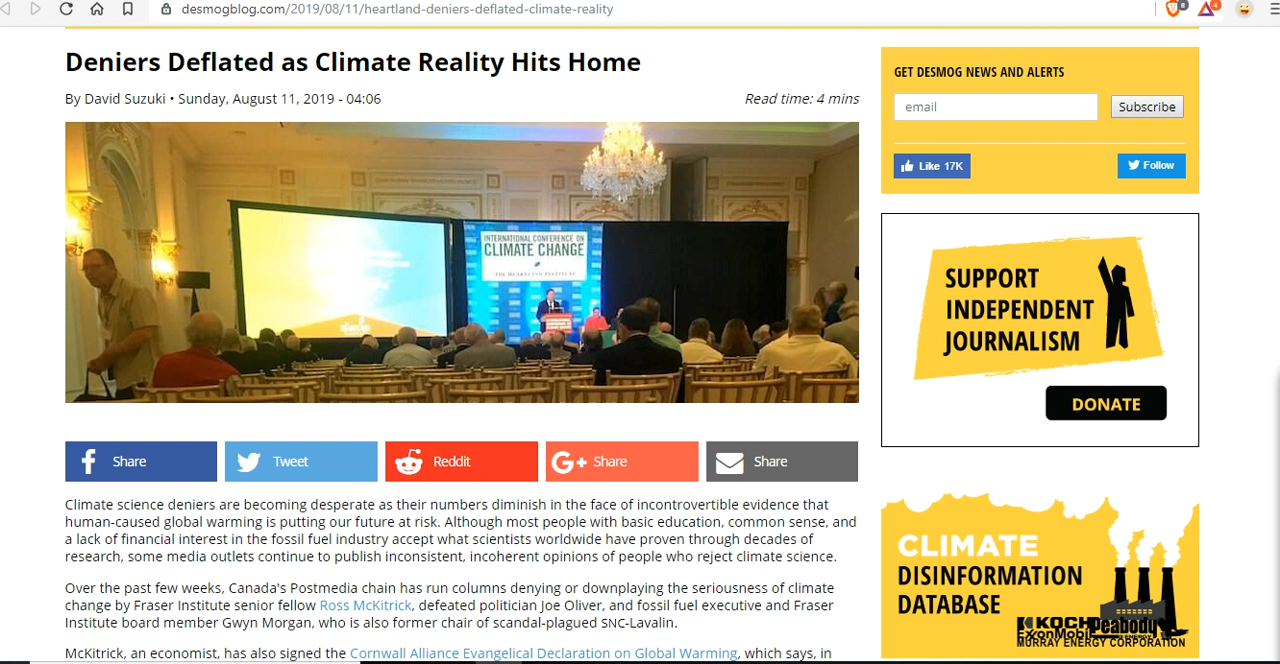 desmogblog.com/2019/08/11/heartland-deniers-deflated-climate-reality
8
4
Deniers Deflated as Climate Reality Hits Home
By David Suzuki • Sunday, August 11, 2019 - 04:06
Read time: 4 mins
INTERNATIONAL CONFERENCE ON
CLIMATE CHANGE
THE HEARTLAND INSTITUTE
Share
Tweet
Reddit
G+ Share
Share
Climate science deniers are becoming desperate as their numbers diminish in the face of incontrovertible evidence that
human-caused global warming is putting our future at risk. Although most people with basic education, common sense, and
a lack of financial interest in the fossil fuel industry accept what scientists worldwide have proven through decades of
research, some media outlets continue to publish inconsistent, incoherent opinions of people who reject climate science.
Over the past few weeks, Canada's Postmedia chain has run columns denying or downplaying the seriousness of climate
change by Fraser Institute senior fellow Ross McKitrick, defeated politician Joe Oliver, and fossil fuel executive and Fraser
Institute board member Gwyn Morgan, who is also former chair of scandal-plagued SNC-Lavalin.
McKitrick, an economist, has also signed the Cornwall Alliance Evangelical Declaration on Global Warming, which says, in
GET DESMOG NEWS AND ALERTS
email
Subscribe
Like 17K
Follow
SUPPORT
INDEPENDENT
JOURNALISM
DONATE
CLIMATE
DISINFORMATION
DATABASE
KOCH
ExxonMobil Peabody
MURRAY ENERGY CORPORATION